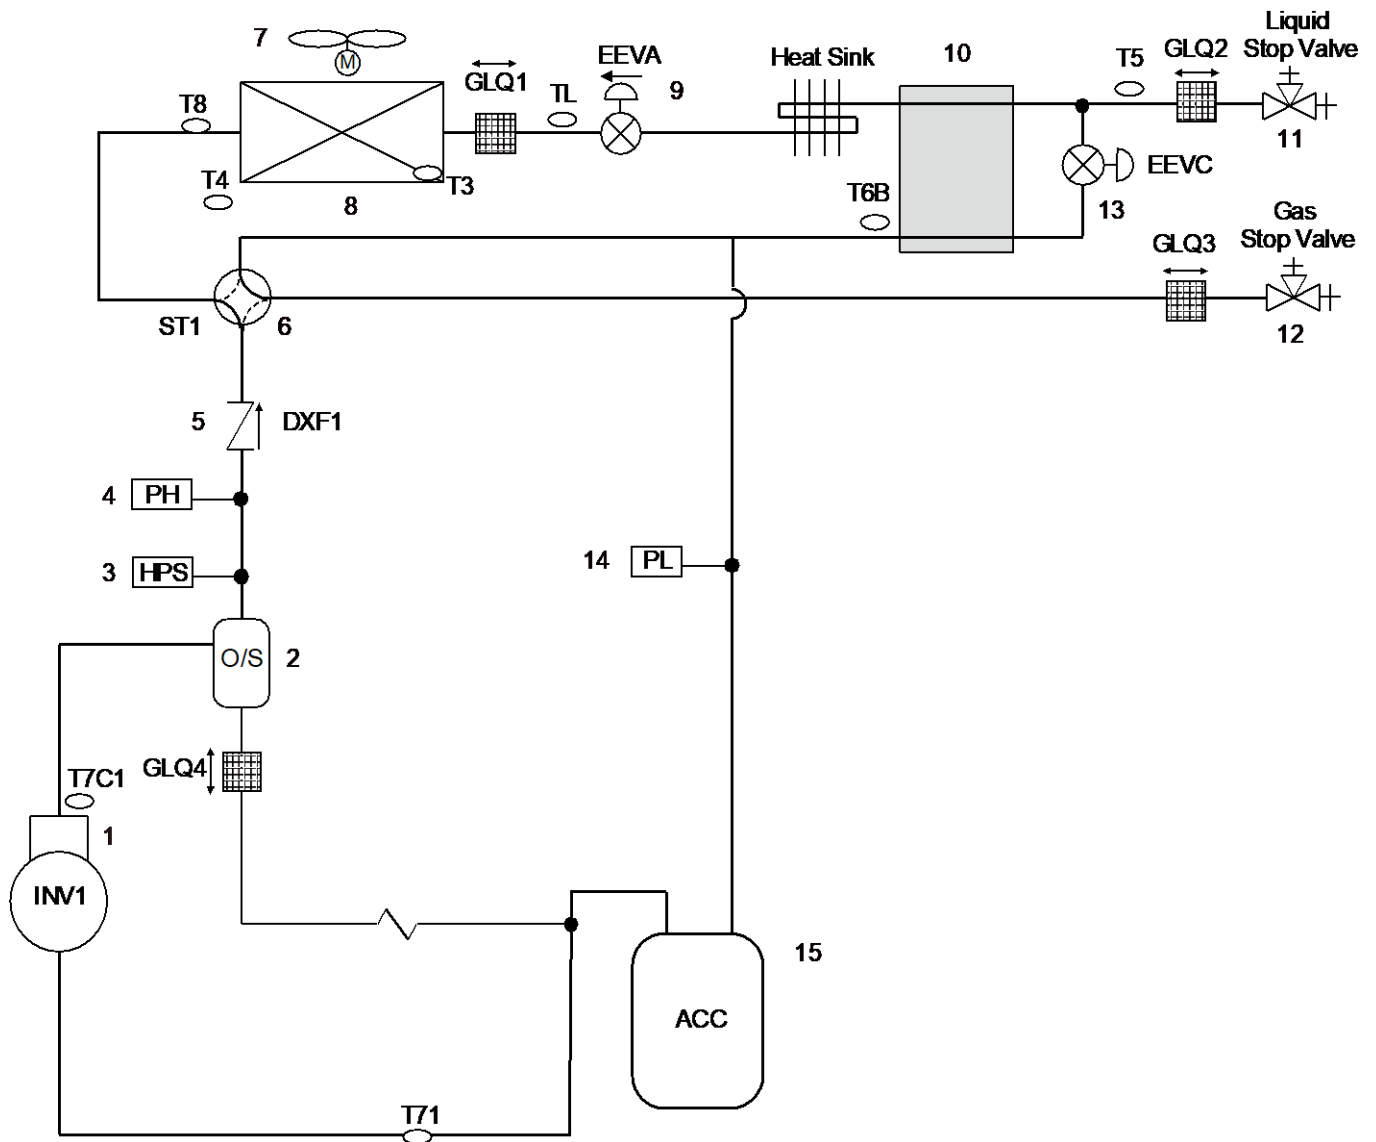 Liquid
Stop Valve
7
M
EEVA
Heat Sink
10
T5
GLQ2
GLQ1
9
T8
TL
11
T4
T3
8
T6B
EEVC
13
Gas
Stop Valve
GLQ3
ST1
6
12
5
DXF1
4
PH
3
HPS
14
PL
O/S
2
GLQ4
T7C1
1
INV1
15
ACC
T71